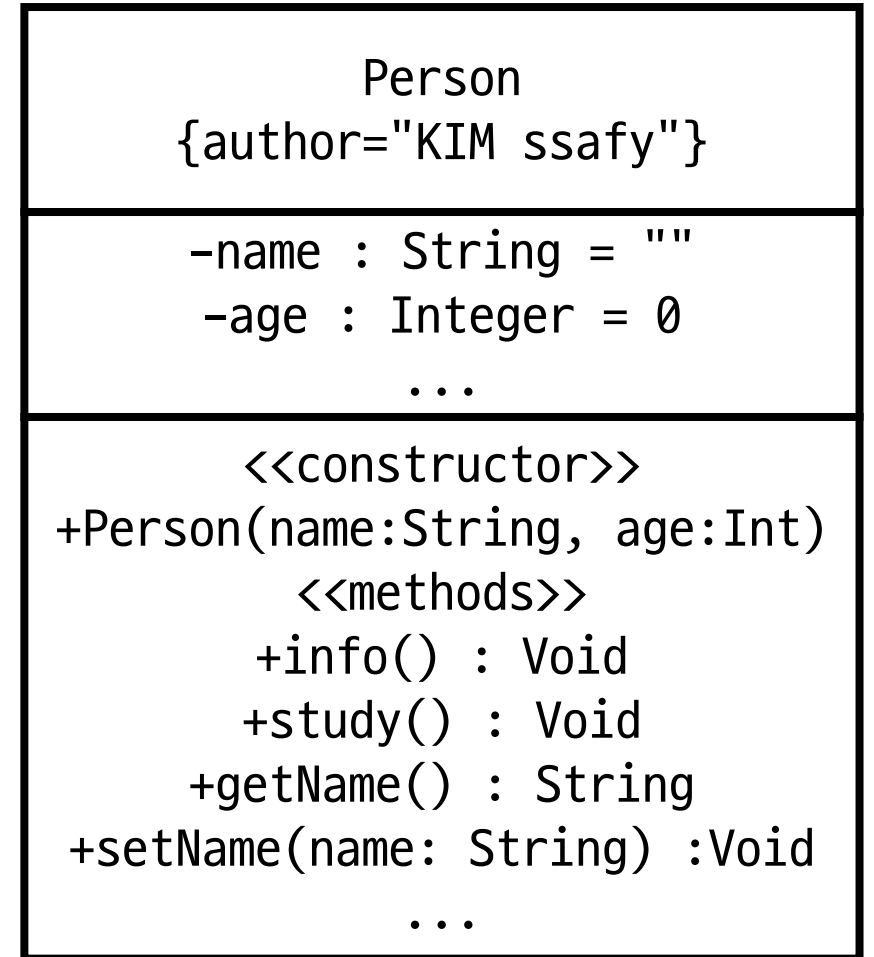 Person
{author="KIM ssafy"}
-name : String = ""
-age : Integer = 0
...
<<constructor>>
+Person(name:String, age:Int)
<<methods>>
+info() : Void
+study() : Void
+getName() : String
+setName(name: String) :Void
...